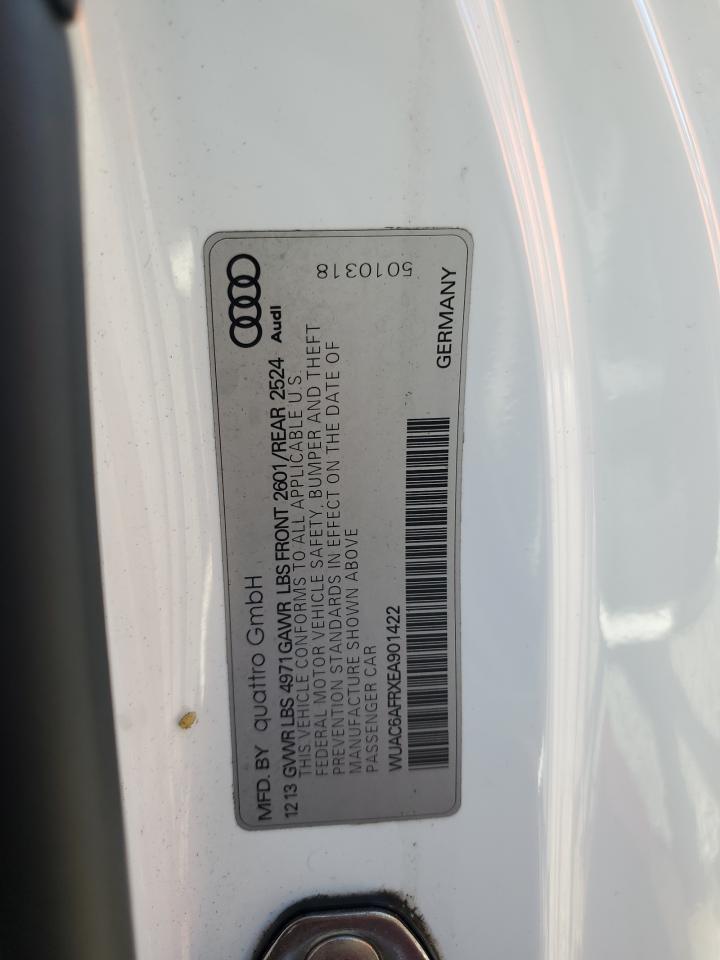 MFD. BY quattro GmbH
12 13 GVWR LBS 4971 GAWR LBS FRONT 2601/REAR 2524
Audi
THIS VEHICLE CONFORMS TO ALL APPLICABLE U.S.
FEDERAL MOTOR VEHICLE SAFETY, BUMPER AND THEFT
PREVENTION STANDARDS IN EFFECT ON THE DATE OF
MANUFACTURE SHOWN ABOVE
PASSENGER CAR
5010318
WUAC6AFRXEA901422
GERMANY